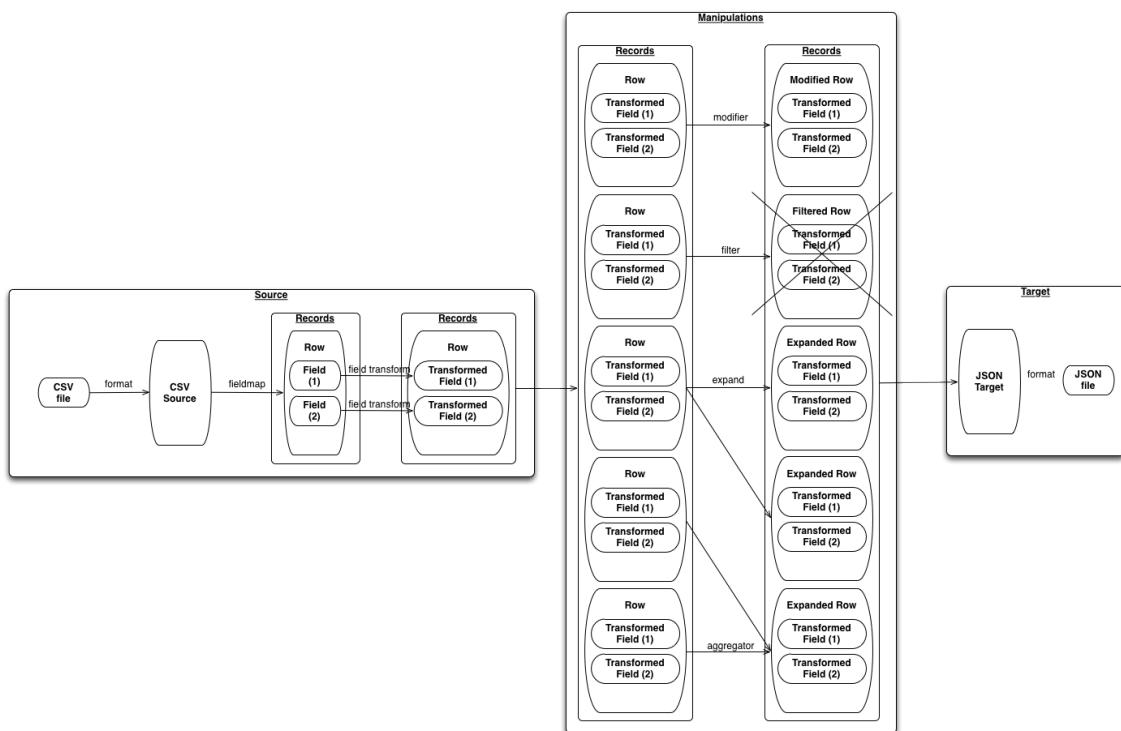 Manipulations
Records
Records
Row
Transformed
Field (1)
Transformed
Field (2)
modifier
Modified Row
Transformed
Field (1)
Transformed
Field (2)
Row
Transformed
Field (1)
Transformed
Field (2)
filter
Filtered Row
Transformed
Field (1)
Transformed
Field (2)
Row
Transformed
Field (1)
Transformed
Field (2)
expand
Expanded Row
Transformed
Field (1)
Transformed
Field (2)
Row
Transformed
Field (1)
Transformed
Field (2)
Expanded Row
Transformed
Field (1)
Transformed
Field (2)
Row
Transformed
Field (1)
Transformed
Field (2)
aggregator
Expanded Row
Transformed
Field (1)
Transformed
Field (2)
Source
CSV
file
format
CSV
Source
fieldmap
Records
Row
Field
(1)
Field
(2)
field transform
field transform
Records
Row
Transformed
Field (1)
Transformed
Field (2)
Target
JSON
Target
format
JSON
file